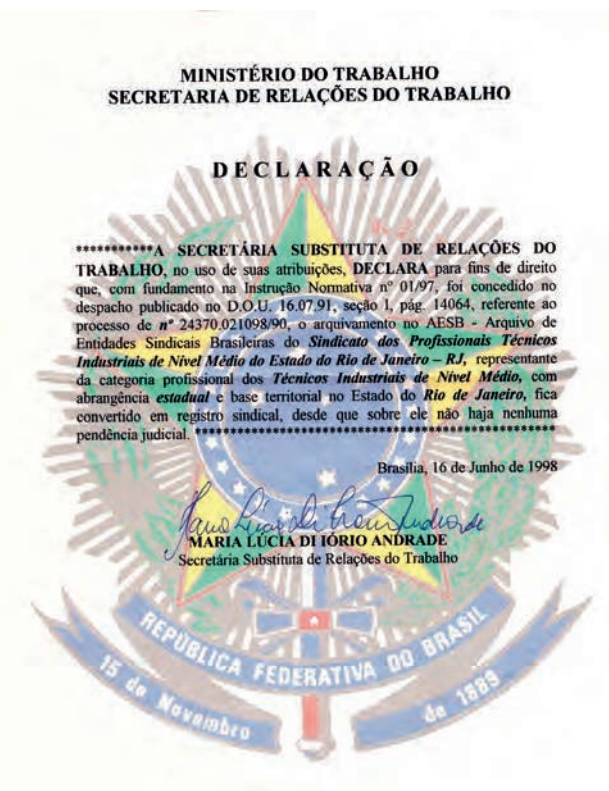 MINISTÉRIO DO TRABALHO
SECRETARIA DE RELAÇÕES DO TRABALHO
DECLARAÇÃO
***********A SECRETÁRIA SUBSTITUTA DE RELAÇÕES DO
TRABALHO, no uso de suas atribuições, DECLARA para fins de direito
que, com fundamento na Instrução Normativa nº 01/97, foi concedido no
despacho publicado no D.O.U. 16.07.91, seção I, pág. 14064, referente ao
processo de nº 24370.021098/90, o arquivamento no AESB - Arquivo de
Entidades Sindicais Brasileiras do Sindicato dos Profissionais Técnicos
Industriais de Nível Médio do Estado do Rio de Janeiro – RJ, representante
da categoria profissional dos Técnicos Industriais de Nível Médio, com
abrangência estadual e base territorial no Estado do Rio de Janeiro, fica
convertido em registro sindical, desde que sobre ele não haja nenhuma
pendência judicial. ****************************************************
Brasília, 16 de Junho de 1998
MARIA LÚCIA DI IÓRIO ANDRADE
Secretária Substituta de Relações do Trabalho
REPÚBLICA FEDERATIVA DO BRASIL
15 de Novembro de 1889